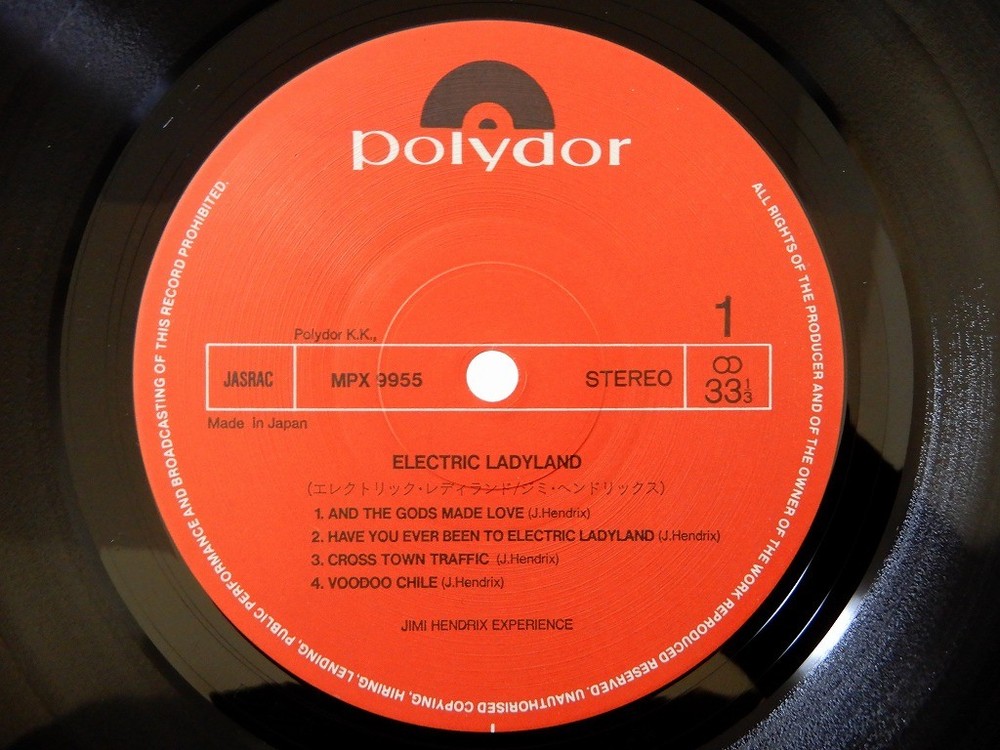 polydor
1
Polydor K.K.,
JASRAC
MPX 9955
STEREO
33 1/3
Made in Japan
ELECTRIC LADYLAND
(エレクトリック・レディランド/ジミ・ヘンドリックス)
1. AND THE GODS MADE LOVE (J.Hendrix)
2. HAVE YOU EVER BEEN TO ELECTRIC LADYLAND (J.Hendrix)
3. CROSS TOWN TRAFFIC (J.Hendrix)
4. VOODOO CHILE (J.Hendrix)
JIMI HENDRIX EXPERIENCE
ALL RIGHTS OF THE PRODUCER AND OF THE OWNER OF THE WORK REPRODUCED RESERVED. UNAUTHORISED COPYING, HIRING, LENDING, PUBLIC PERFORMANCE AND BROADCASTING OF THIS RECORD PROHIBITED.